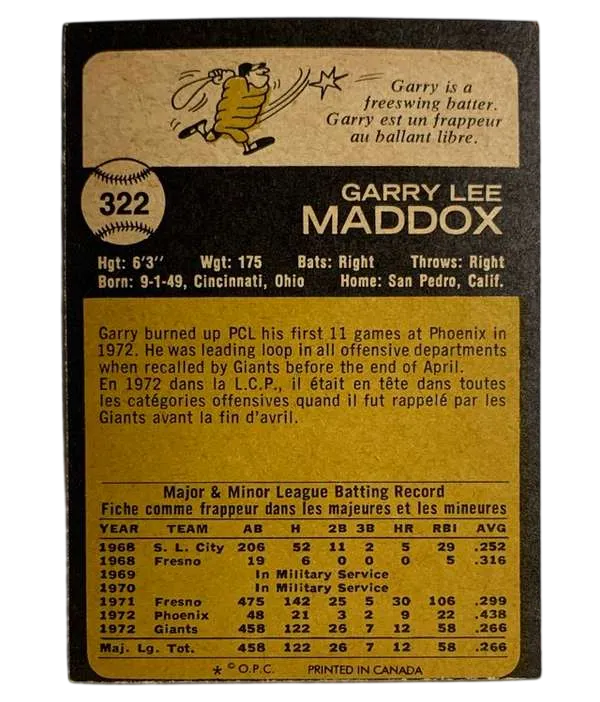 Garry is a
freeswing batter.
Garry est un frappeur
au ballant libre.
322
GARRY LEE
MADDOX
Hgt: 6'3'' Wgt: 175 Bats: Right Throws: Right
Born: 9-1-49, Cincinnati, Ohio Home: San Pedro, Calif.
Garry burned up PCL his first 11 games at Phoenix in
1972. He was leading loop in all offensive departments
when recalled by Giants before the end of April.
En 1972 dans la L.C.P., il était en tête dans toutes
les catégories offensives quand il fut rappelé par les
Giants avant la fin d'avril.
Major & Minor League Batting Record
Fiche comme frappeur dans les majeures et les mineures
YEAR TEAM AB H 2B 3B HR RBI AVG
1968 S. L. City 206 52 11 2 5 29 .252
1968 Fresno 19 6 0 0 0 5 .316
1969 In Military Service
1970 In Military Service
1971 Fresno 475 142 25 5 30 106 .299
1972 Phoenix 48 21 3 2 9 22 .438
1972 Giants 458 122 26 7 12 58 .266
Maj. Lg. Tot. 458 122 26 7 12 58 .266
* © O.P.C. PRINTED IN CANADA